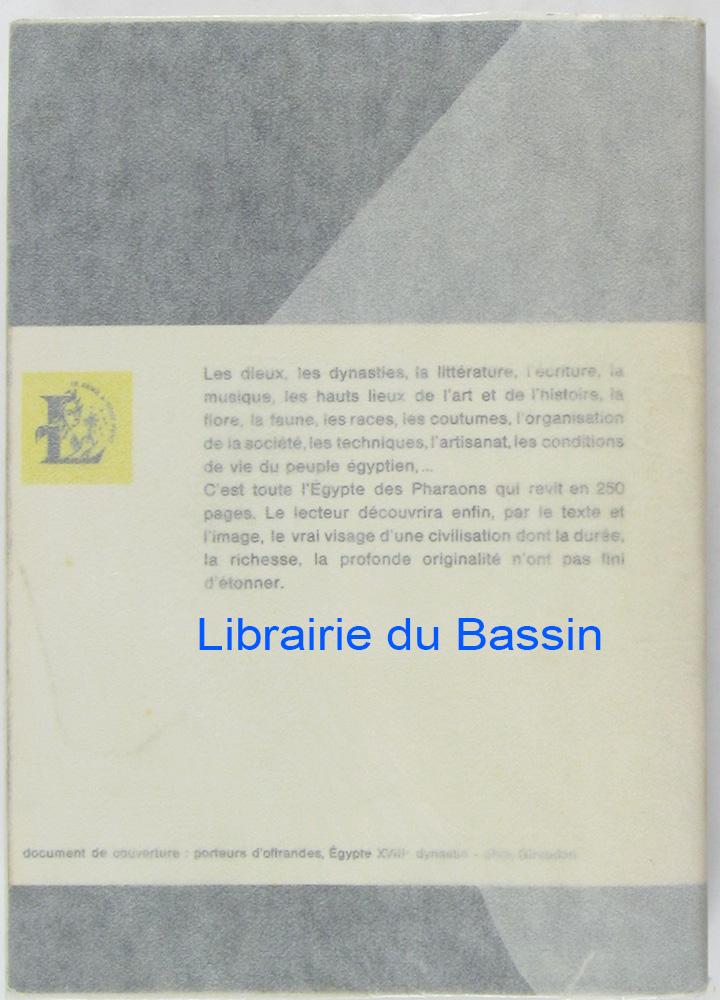 Les dieux, les dynasties, la littérature, l'écriture, la
musique, les hauts lieux de l'art et de l'histoire, la
flore, la faune, les races, les coutumes, l'organisation
de la société, les techniques, l'artisanat, les conditions
de vie du peuple égyptien,...
C'est toute l'Égypte des Pharaons qui revit en 250
pages. Le lecteur découvrira enfin, par le texte et
l'image, le vrai visage d'une civilisation dont la durée,
la richesse, la profonde originalité n'ont pas fini
d'étonner.
Librairie du Bassin
document de couverture : porteurs d'offrandes, Égypte XVIIIe dynastie - phot. Giraudon